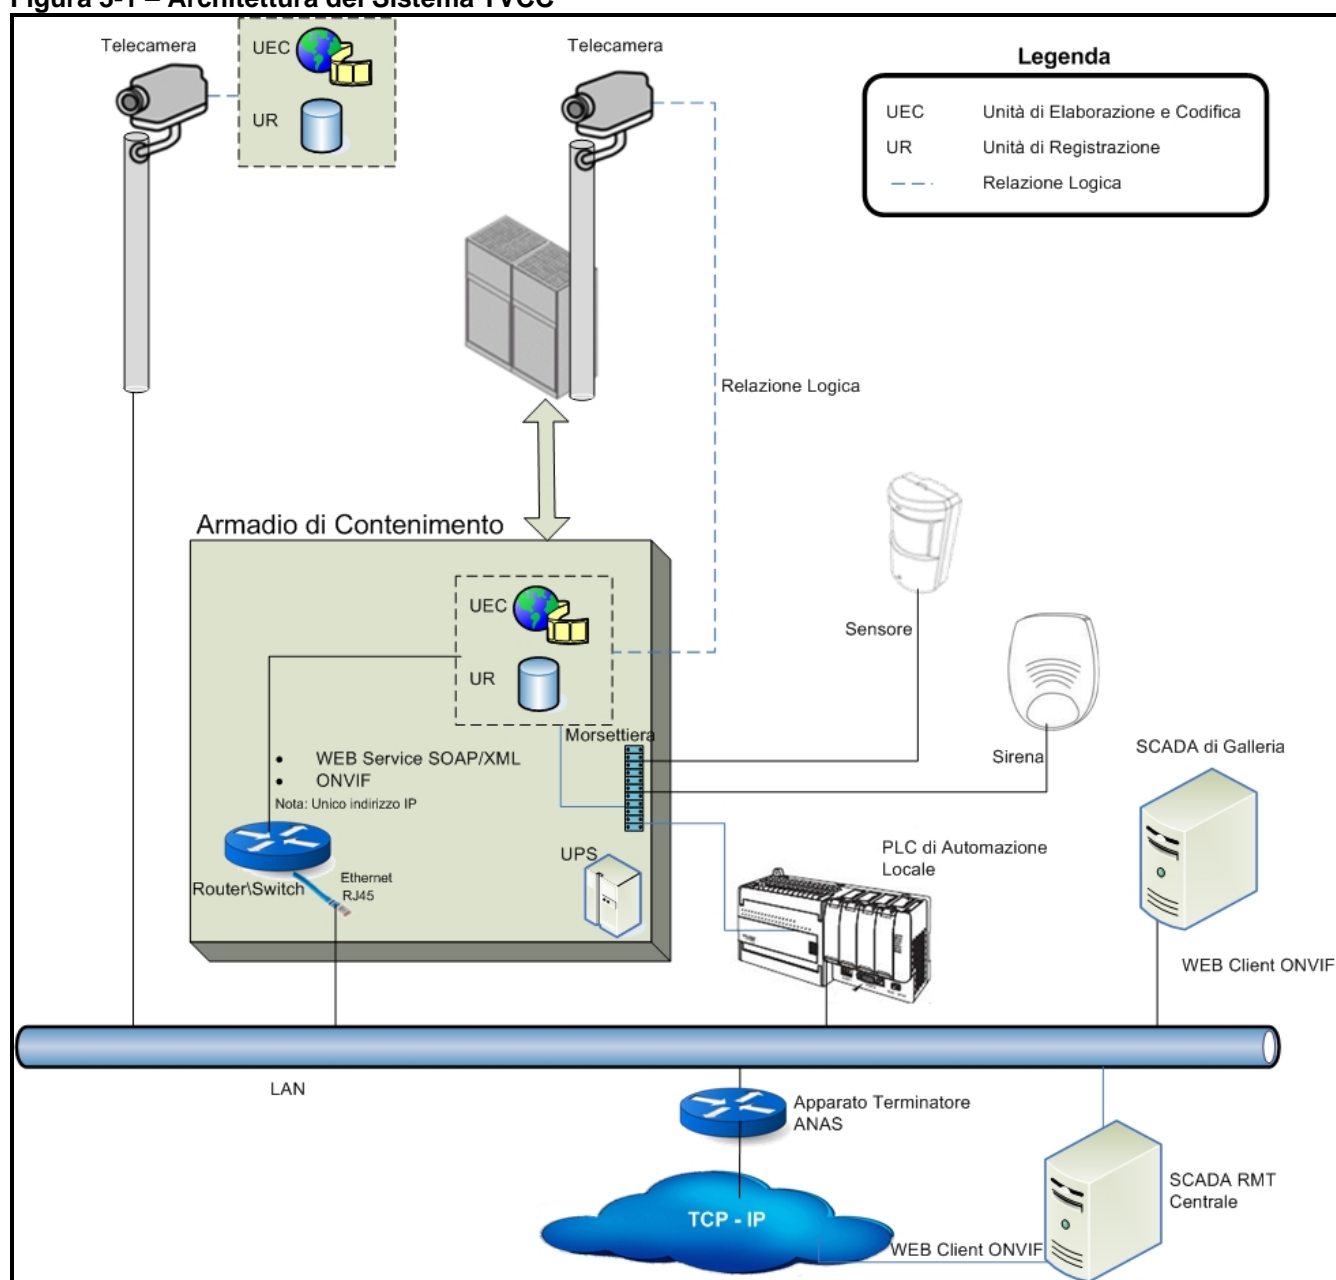 Figura 3-1 – Architettura del Sistema TVCC
Telecamera
UEC
UR
Telecamera
Legenda
UEC Unità di Elaborazione e Codifica
UR Unità di Registrazione
Relazione Logica
Relazione Logica
Armadio di Contenimento
UEC
UR
Sensore
Morsettiera
Sirena
SCADA di Galleria
• WEB Service SOAP/XML
• ONVIF
Nota: Unico indirizzo IP
UPS
PLC di Automazione
Locale
Router\Switch
Ethernet
RJ45
WEB Client ONVIF
LAN
Apparato Terminatore
ANAS
TCP - IP
SCADA RMT
Centrale
WEB Client ONVIF